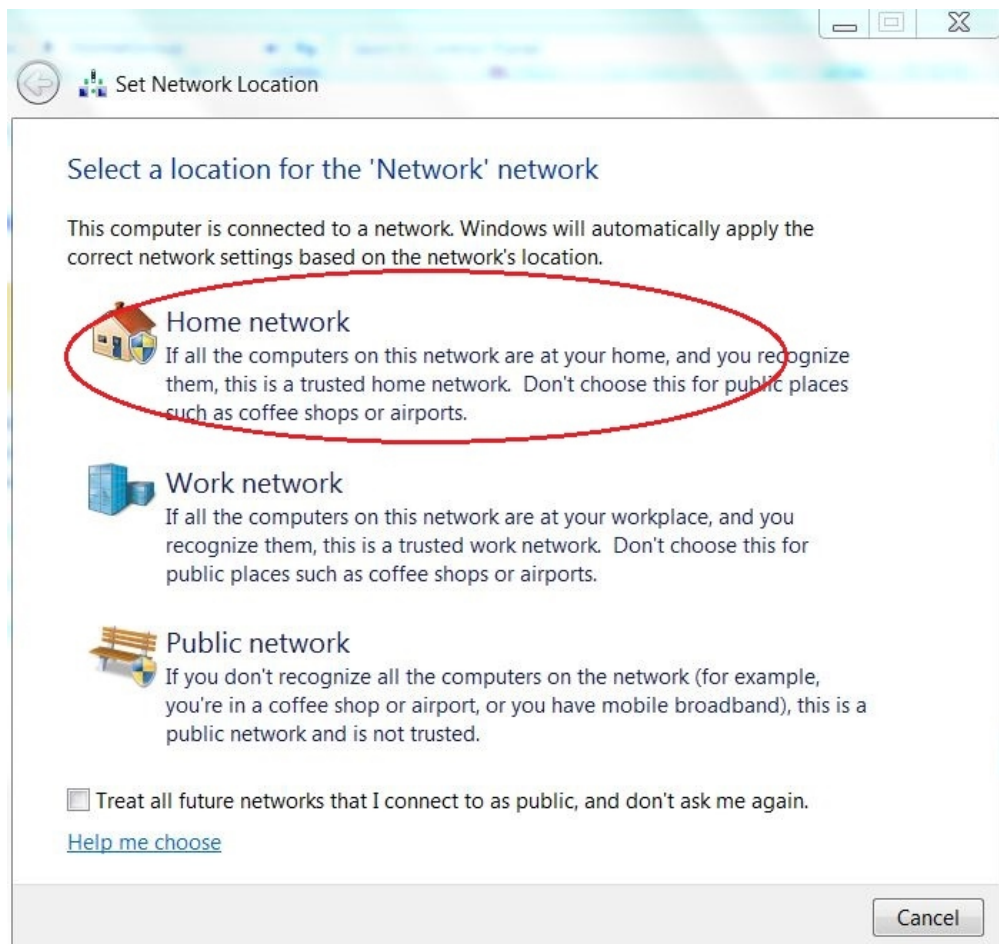 Set Network Location
Select a location for the 'Network' network
This computer is connected to a network. Windows will automatically apply the
correct network settings based on the network's location.
Home network
If all the computers on this network are at your home, and you recognize
them, this is a trusted home network.  Don't choose this for public places
such as coffee shops or airports.
Work network
If all the computers on this network are at your workplace, and you
recognize them, this is a trusted work network.  Don't choose this for
public places such as coffee shops or airports.
Public network
If you don't recognize all the computers on the network (for example,
you're in a coffee shop or airport, or you have mobile broadband), this is a
public network and is not trusted.
Treat all future networks that I connect to as public, and don't ask me again.
Help me choose
Cancel